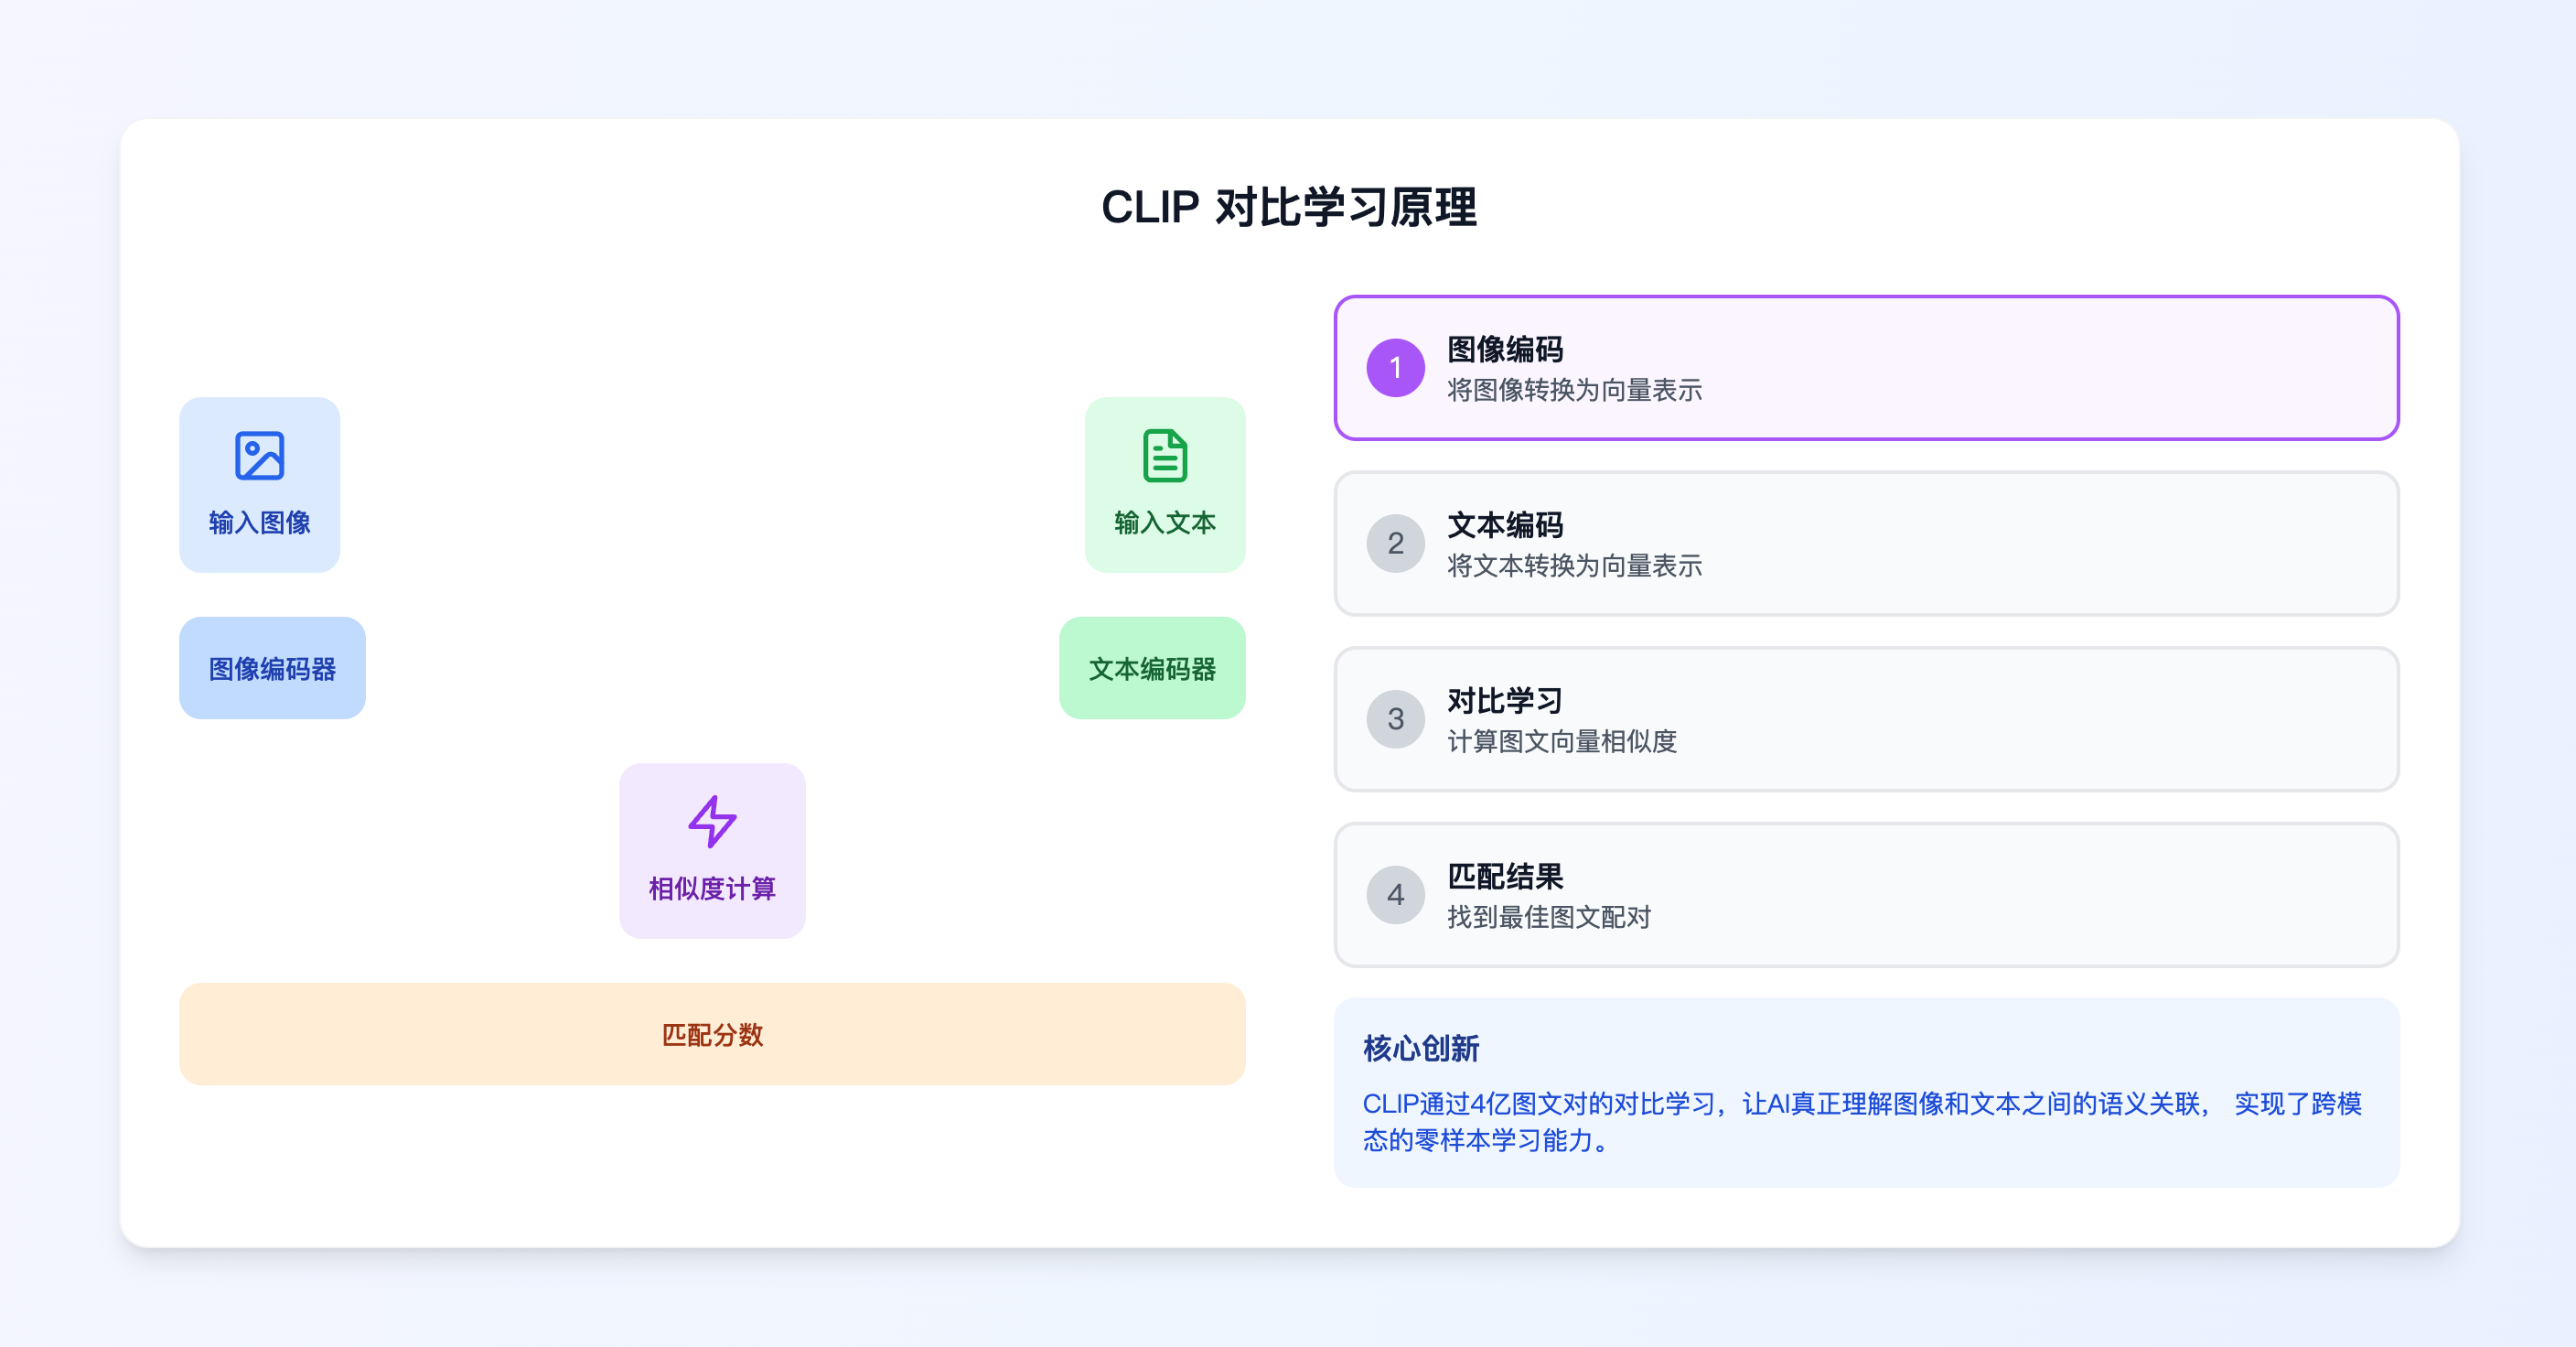 CLIP 对比学习原理
输入图像
输入文本
图像编码器
文本编码器
相似度计算
匹配分数
1
图像编码
将图像转换为向量表示
2
文本编码
将文本转换为向量表示
3
对比学习
计算图文向量相似度
4
匹配结果
找到最佳图文配对
核心创新
CLIP通过4亿图文对的对比学习，让AI真正理解图像和文本之间的语义关联， 实现了跨模
态的零样本学习能力。